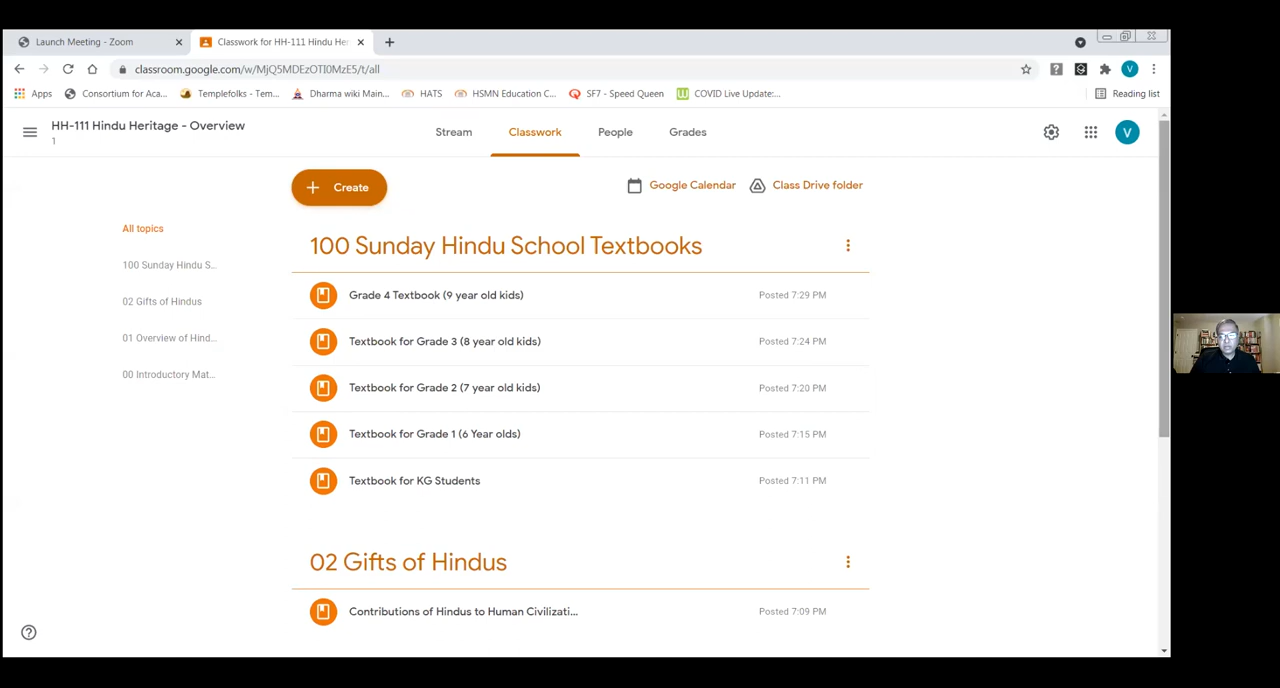 Launch Meeting - Zoom
Classwork for HH-111 Hindu Her
classroom.google.com/w/MjQ5MDEzOTI0MzE5/t/all
Apps
Consortium for Aca...
Templefolks - Tem...
Dharma wiki Main...
HATS
HSMN Education C...
SF7 - Speed Queen
COVID Live Update:...
Reading list
HH-111 Hindu Heritage - Overview
1
Stream
Classwork
People
Grades
V
Create
Google Calendar
Class Drive folder
All topics
100 Sunday Hindu S...
02 Gifts of Hindus
01 Overview of Hind...
00 Introductory Mat...
100 Sunday Hindu School Textbooks
Grade 4 Textbook (9 year old kids)
Posted 7:29 PM
Textbook for Grade 3 (8 year old kids)
Posted 7:24 PM
Textbook for Grade 2 (7 year old kids)
Posted 7:20 PM
Textbook for Grade 1 (6 Year olds)
Posted 7:15 PM
Textbook for KG Students
Posted 7:11 PM
02 Gifts of Hindus
Contributions of Hindus to Human Civilizati...
Posted 7:09 PM